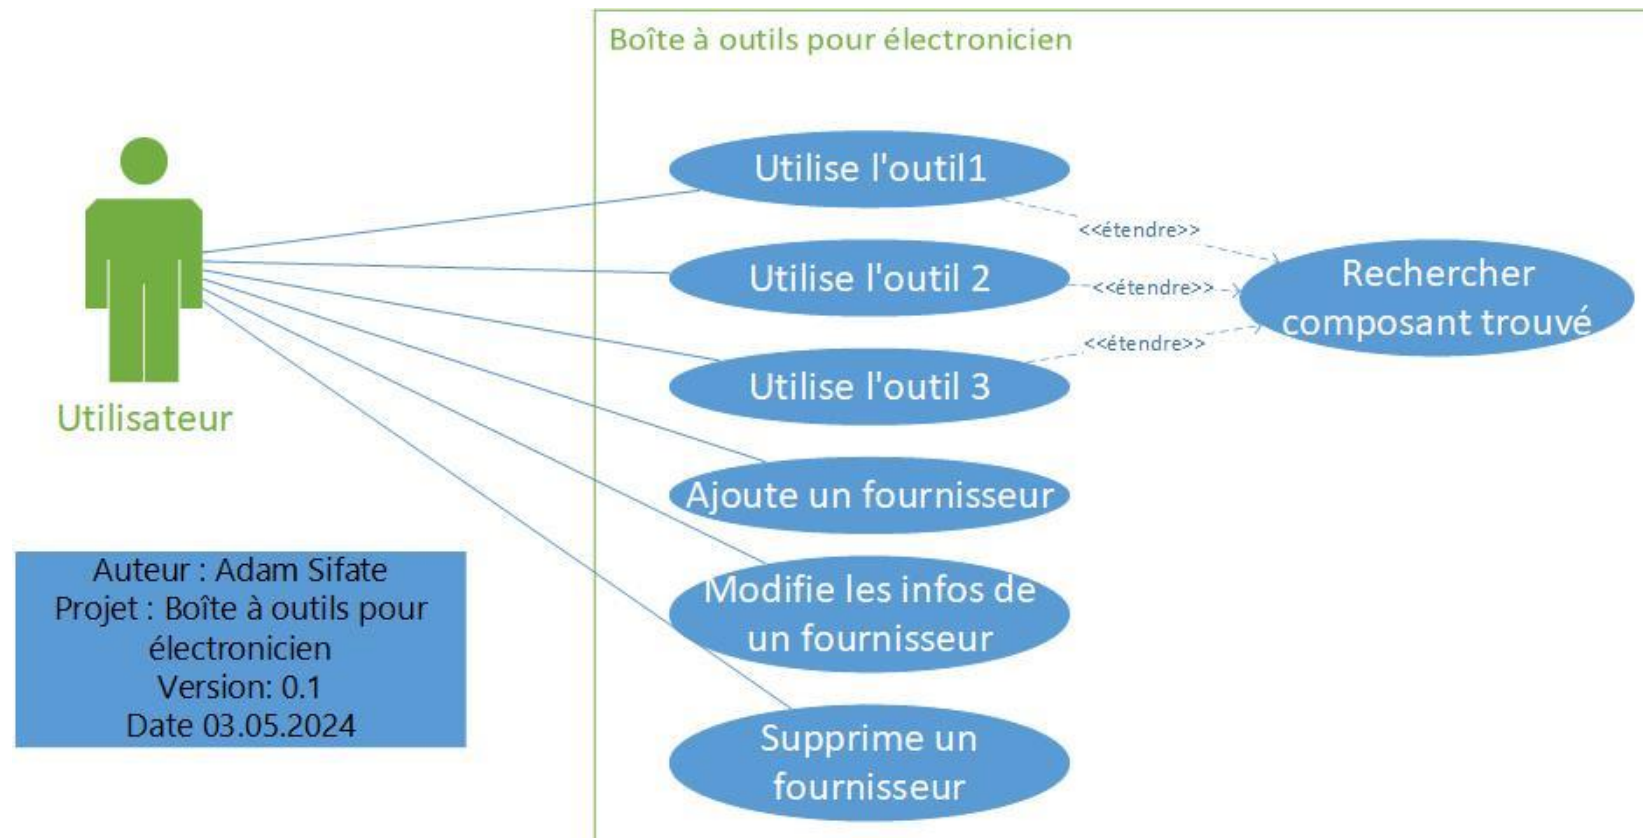 Boîte à outils pour électronicien
Utilise l'outil1
<<étendre>>
Utilise l'outil 2
<<étendre>>
Rechercher
composant trouvé
<<étendre>>
Utilise l'outil 3
Utilisateur
Ajoute un fournisseur
Modifie les infos de
un fournisseur
Supprime un
fournisseur
Auteur : Adam Sifate
Projet : Boîte à outils pour
électronicien
Version: 0.1
Date 03.05.2024